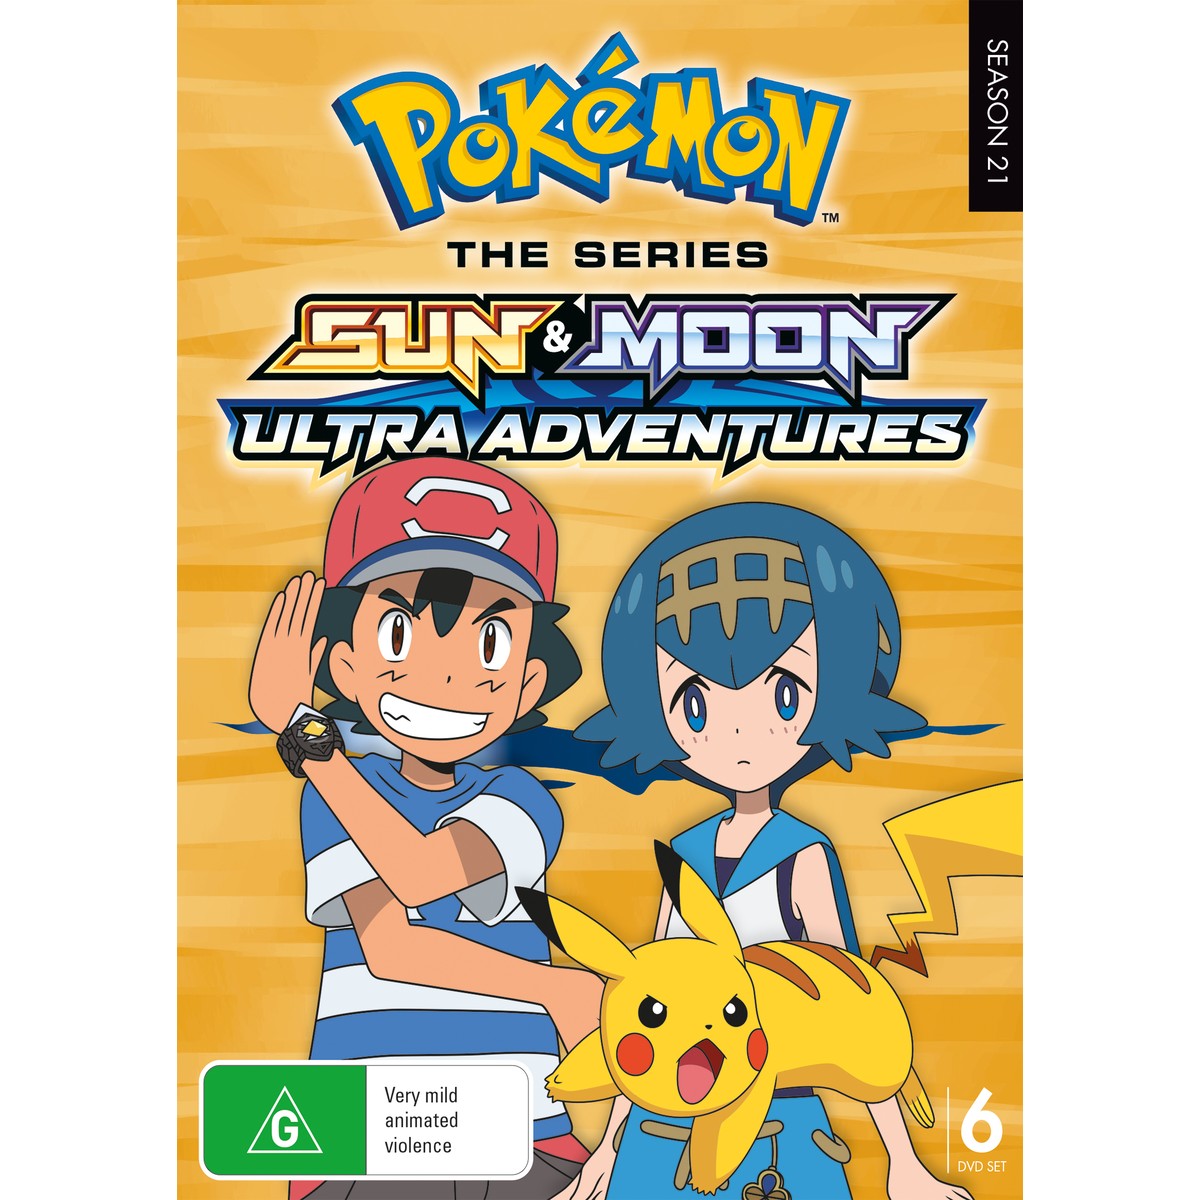 SEASON 21
POKéMON
TM
THE SERIES
SUN & MOON
ULTRA ADVENTURES
G
Very mild
animated
violence
6
DVD SET